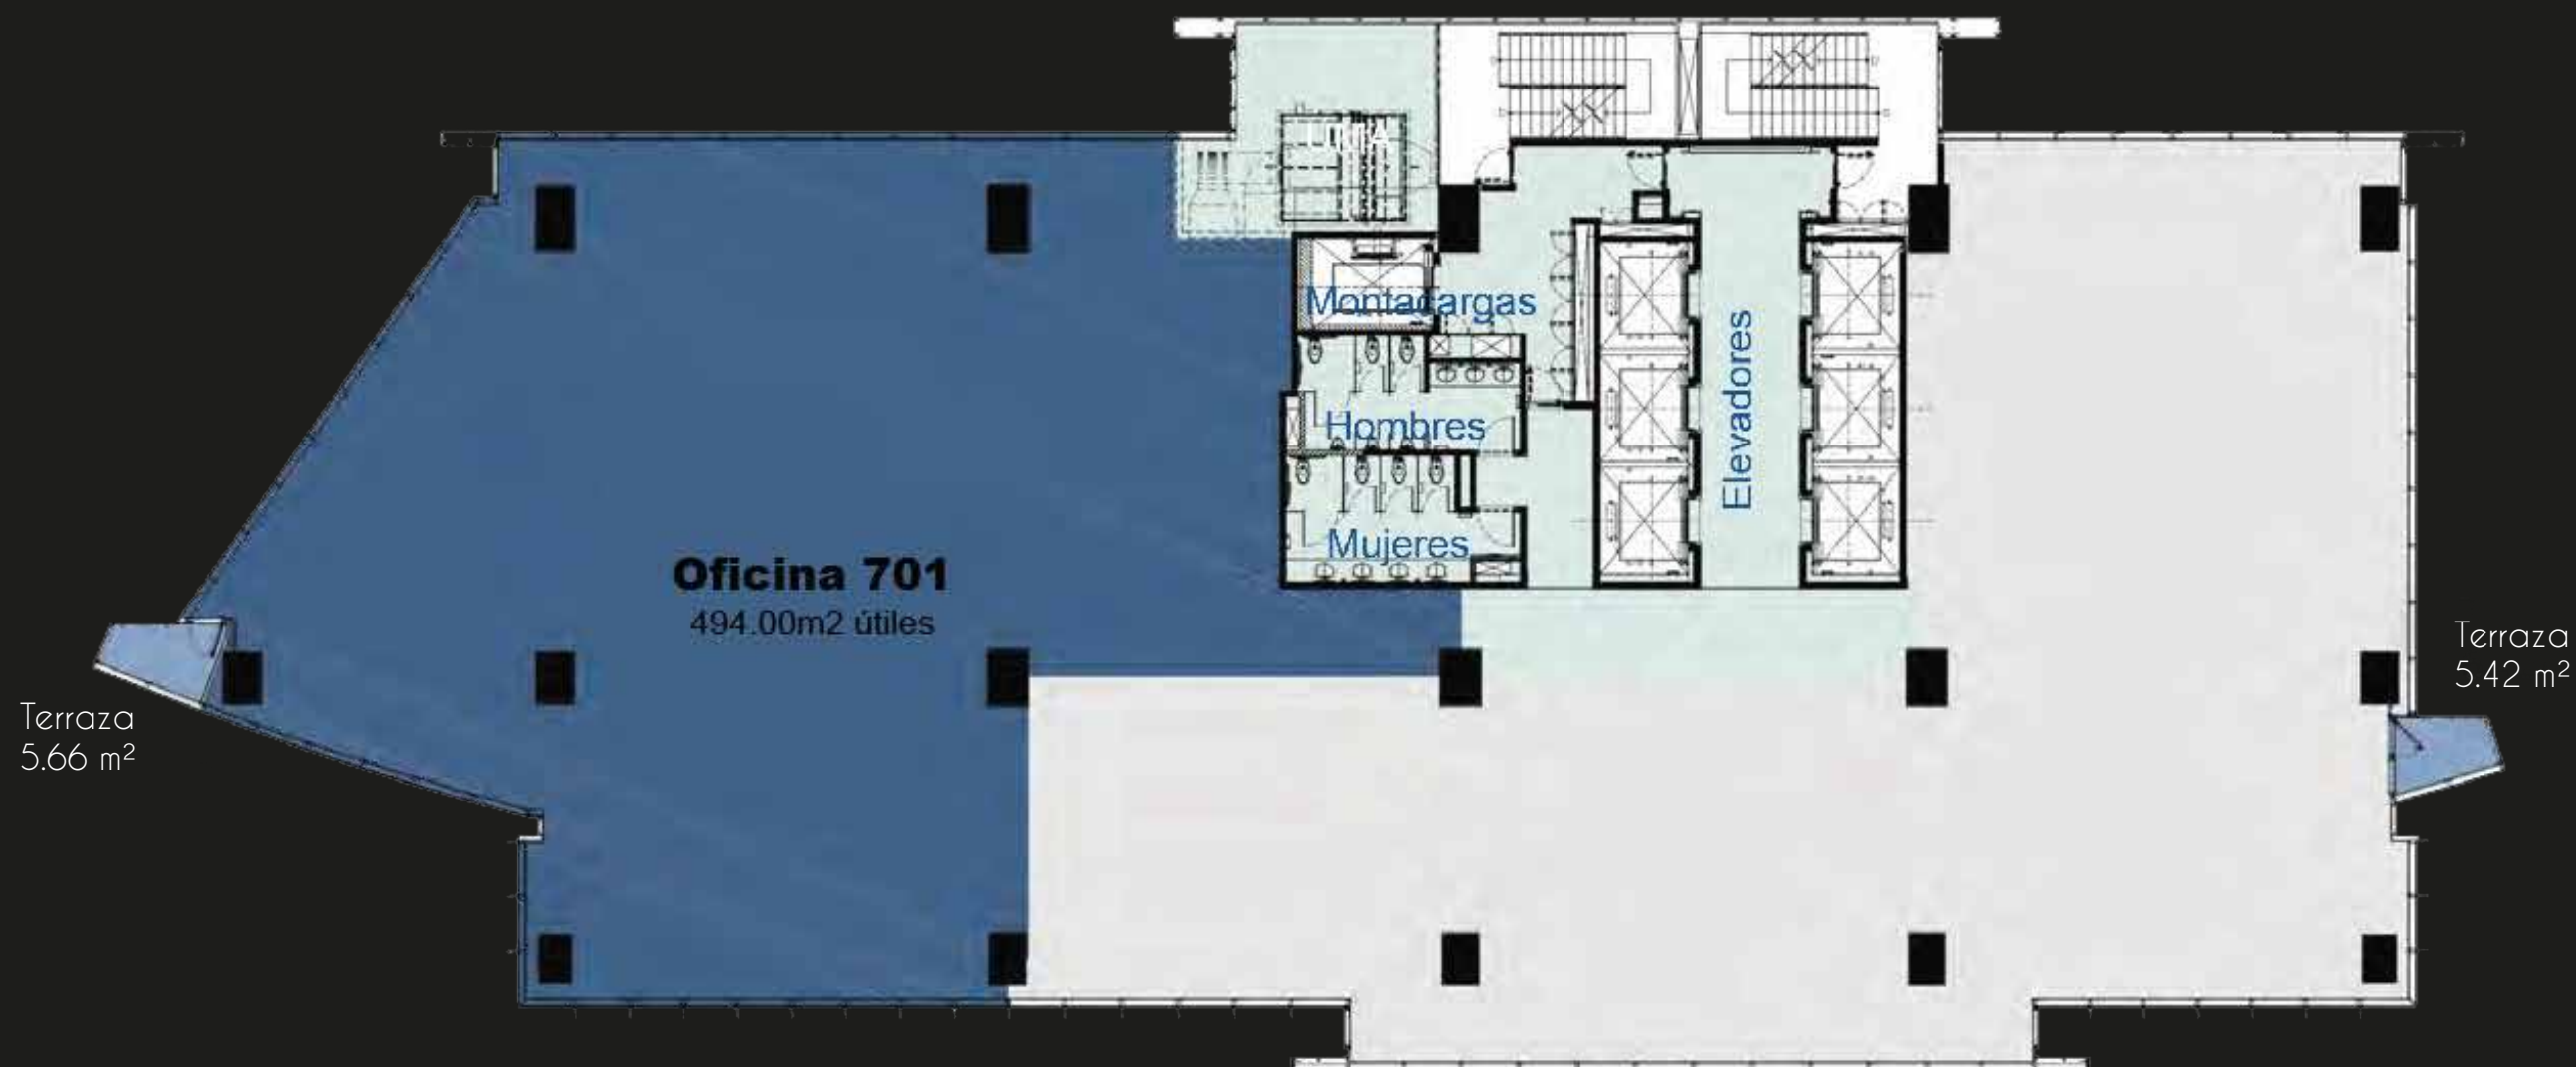 Montacargas
Elevadores
Hombres
Mujeres
Oficina 701
494.00m2 útiles
Terraza
5.66 m²
Terraza
5.42 m²